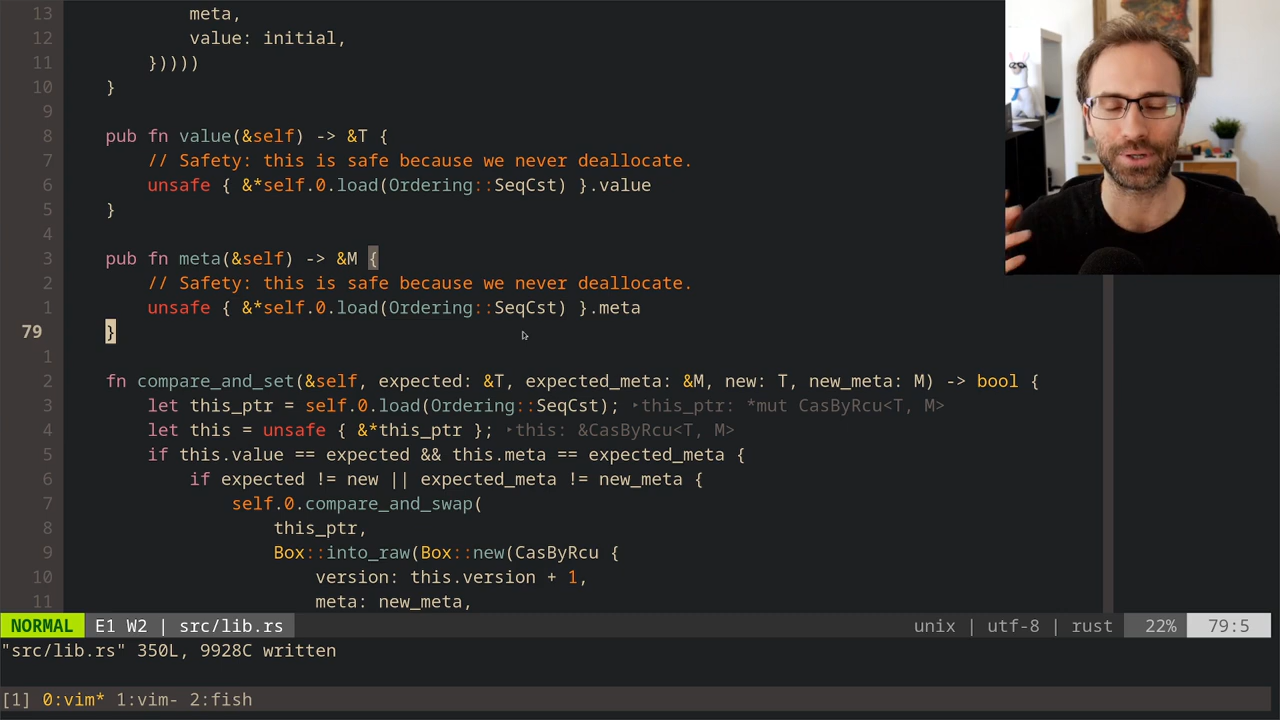 13 meta,
12 value: initial,
11 }))))
10 }
9
8 pub fn value(&self) -> &T {
7 // Safety: this is safe because we never deallocate.
6 unsafe { &*self.0.load(Ordering::SeqCst) }.value
5 }
4
3 pub fn meta(&self) -> &M {
2 // Safety: this is safe because we never deallocate.
1 unsafe { &*self.0.load(Ordering::SeqCst) }.meta
79 }
1
2 fn compare_and_set(&self, expected: &T, expected_meta: &M, new: T, new_meta: M) -> bool {
3 let this_ptr = self.0.load(Ordering::SeqCst); ‣this_ptr: *mut CasByRcu<T, M>
4 let this = unsafe { &*this_ptr }; ‣this: &CasByRcu<T, M>
5 if this.value == expected && this.meta == expected_meta {
6 if expected != new || expected_meta != new_meta {
7 self.0.compare_and_swap(
8 this_ptr,
9 Box::into_raw(Box::new(CasByRcu {
10 version: this.version + 1,
11 meta: new_meta,
NORMAL E1 W2 | src/lib.rs unix | utf-8 | rust 22% 79:5
"src/lib.rs" 350L, 9928C written
[1] 0:vim* 1:vim- 2:fish